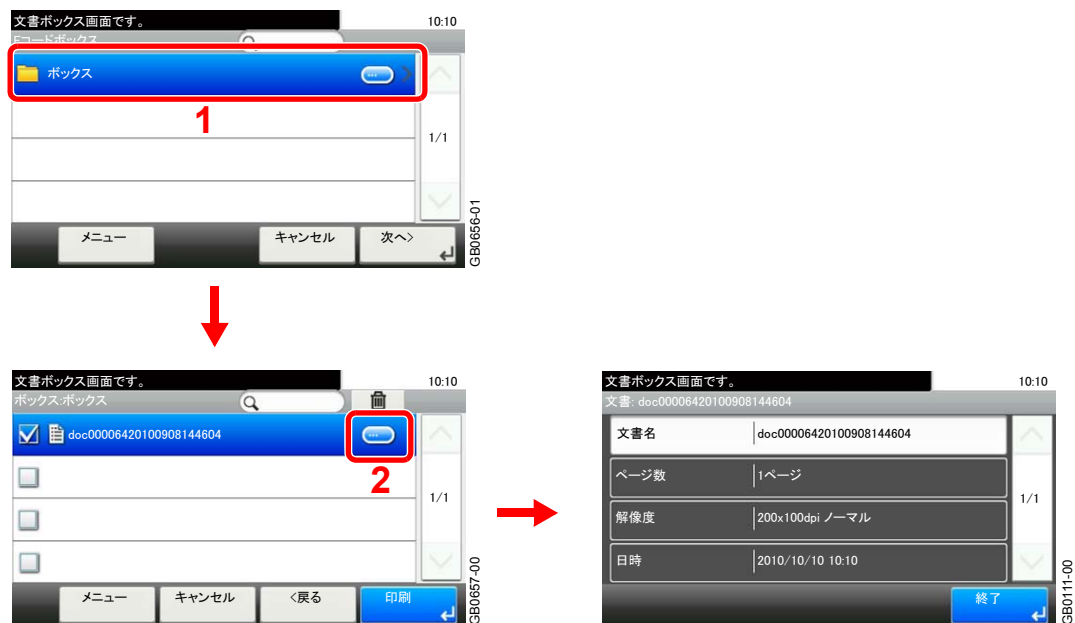 文書ボックス画面です。
10:10
Fコードボックス
ボックス
1
1/1
メニュー
キャンセル
次へ>
GB0656-01
文書ボックス画面です。
10:10
ボックス:ボックス
doc00006420100908144604
2
1/1
メニュー
キャンセル
<戻る
印刷
GB0657-00
文書ボックス画面です。
10:10
文書: doc00006420100908144604
文書名 doc00006420100908144604
ページ数 1ページ
1/1
解像度 200x100dpi ノーマル
日時 2010/10/10 10:10
終了
GB0111-00